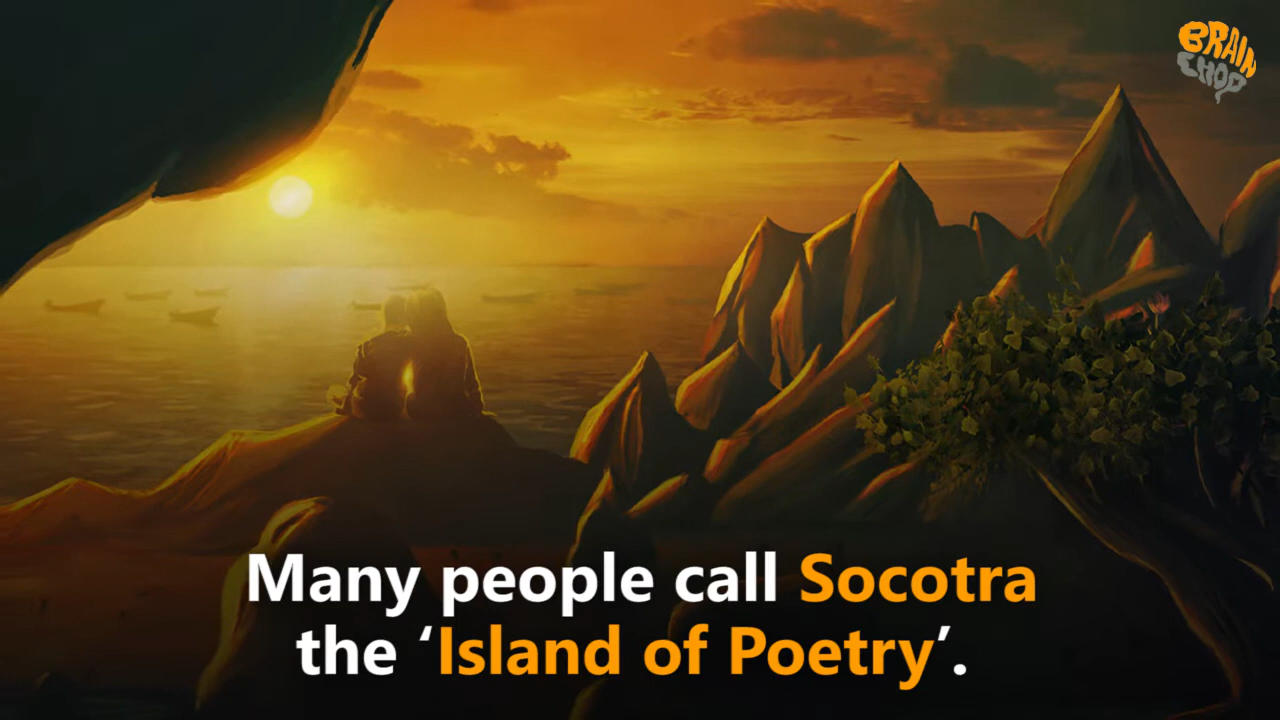 BRAIN
CHOP
Many people call Socotra
the ‘Island of Poetry’.